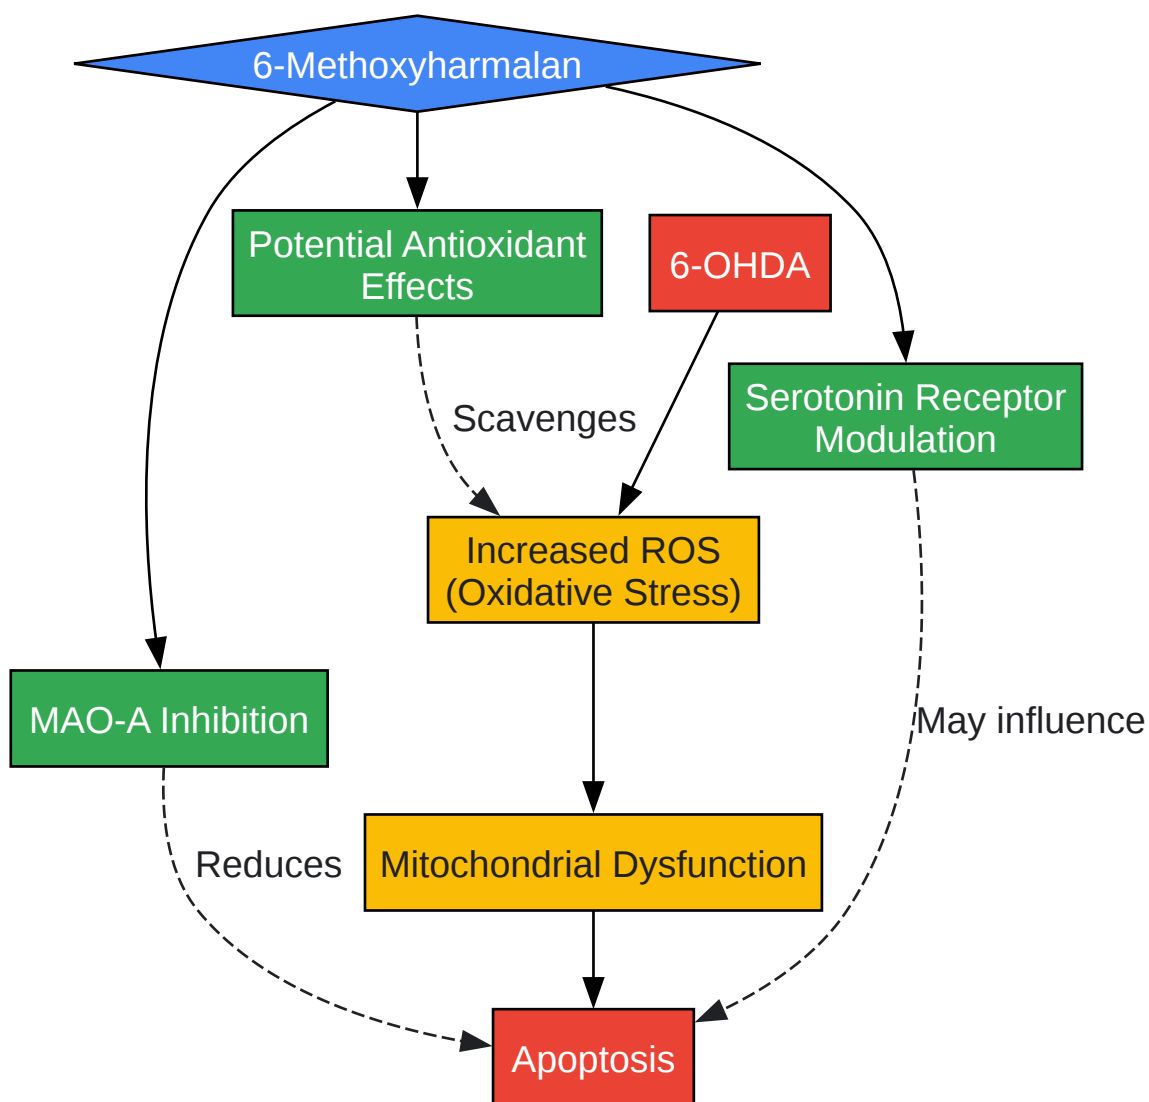 6-Methoxyharmalan
Potential Antioxidant
Effects
6-OHDA
Serotonin Receptor
Modulation
Scavenges
Increased ROS
(Oxidative Stress)
MAO-A Inhibition
May influence
Reduces
Mitochondrial Dysfunction
Apoptosis